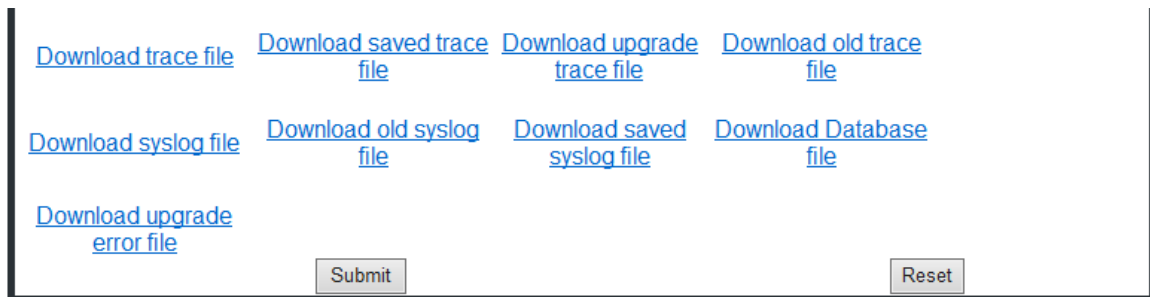 Download trace file
Download saved trace
file
Download upgrade
trace file
Download old trace
file
Download syslog file
Download old syslog
file
Download saved
syslog file
Download Database
file
Download upgrade
error file
Submit
Reset